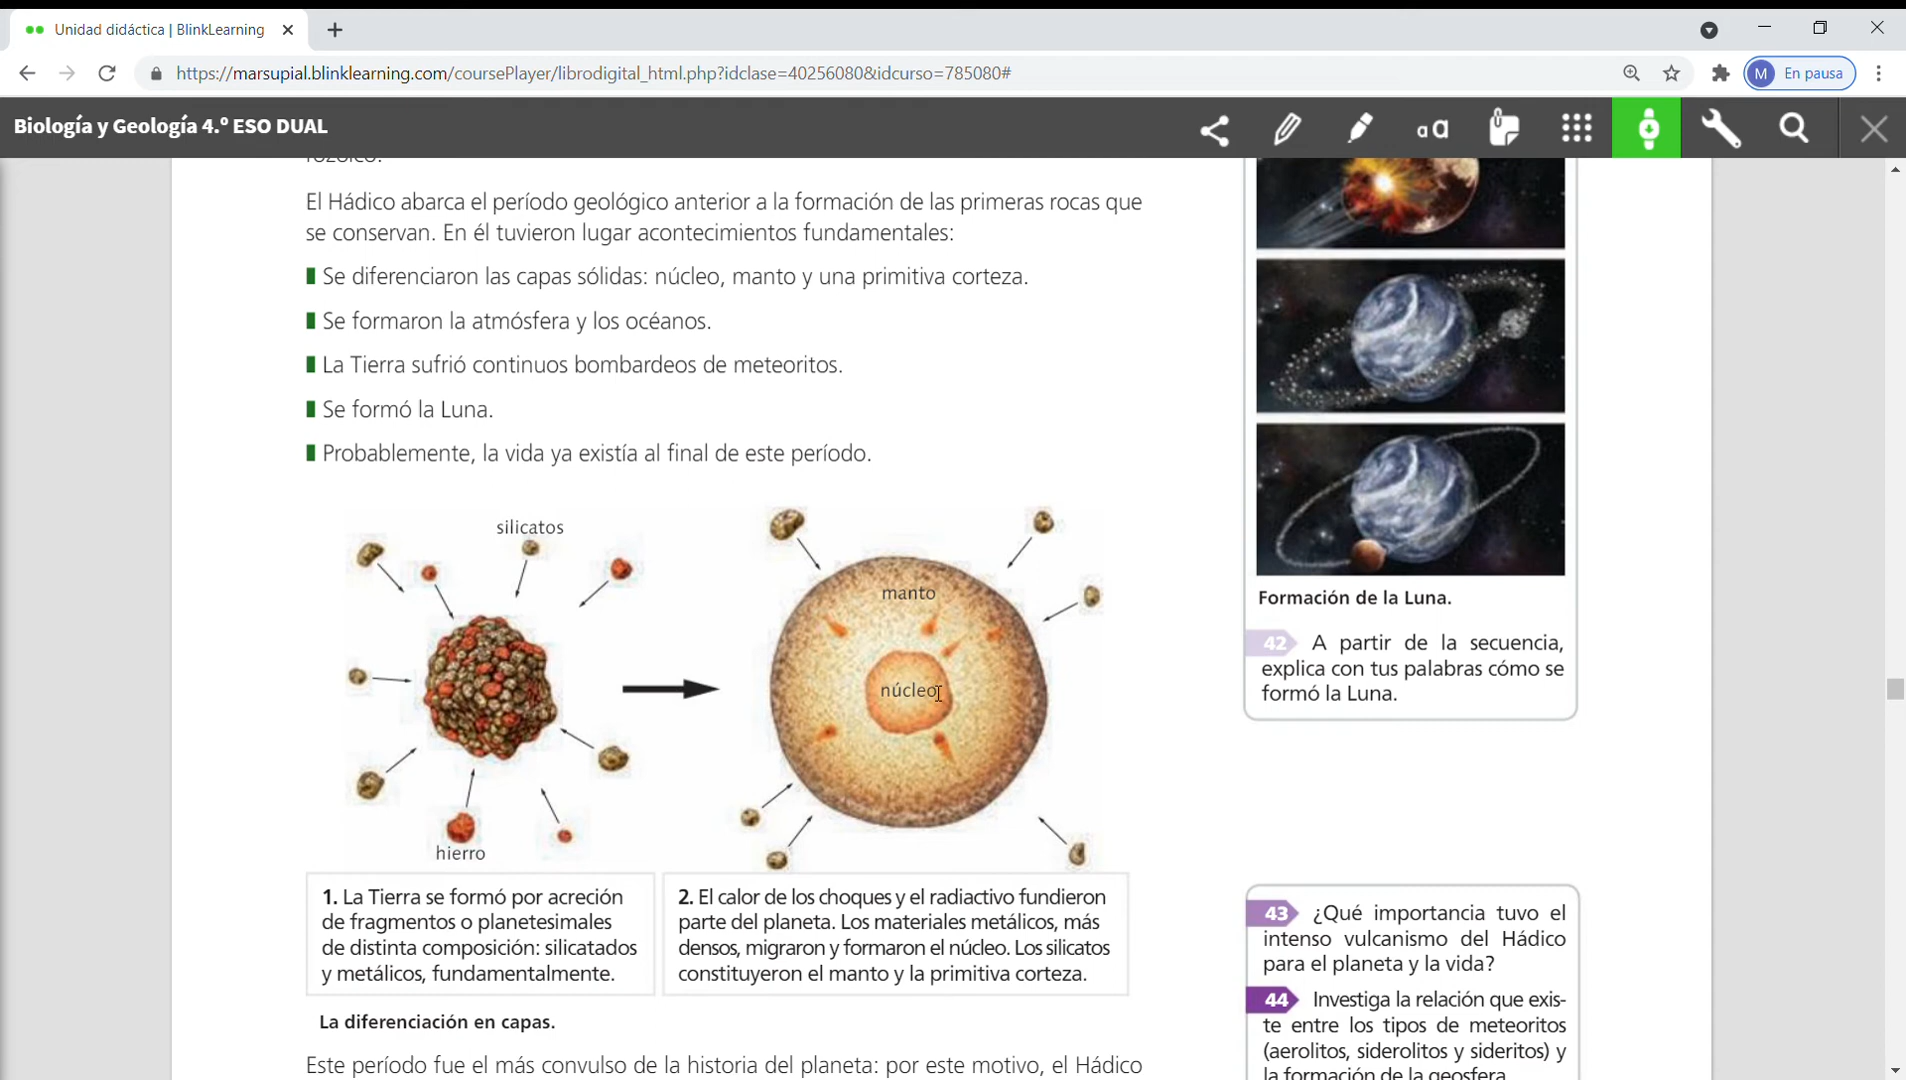 Unidad didáctica | BlinkLearning
https://marsupial.blinklearning.com/coursePlayer/librodigital_html.php?idclase=40256080&idcurso=785080#
M En pausa
Biología y Geología 4.º ESO DUAL
aa
rozoico.
El Hádico abarca el período geológico anterior a la formación de las primeras rocas que
se conservan. En él tuvieron lugar acontecimientos fundamentales:
Se diferenciaron las capas sólidas: núcleo, manto y una primitiva corteza.
Se formaron la atmósfera y los océanos.
La Tierra sufrió continuos bombardeos de meteoritos.
Se formó la Luna.
Probablemente, la vida ya existía al final de este período.
silicatos
hierro
manto
núcleo
1. La Tierra se formó por acreción
de fragmentos o planetesimales
de distinta composición: silicatados
y metálicos, fundamentalmente.
2. El calor de los choques y el radiactivo fundieron
parte del planeta. Los materiales metálicos, más
densos, migraron y formaron el núcleo. Los silicatos
constituyeron el manto y la primitiva corteza.
La diferenciación en capas.
Este período fue el más convulso de la historia del planeta: por este motivo, el Hádico
Formación de la Luna.
42 A partir de la secuencia,
explica con tus palabras cómo se
formó la Luna.
43 ¿Qué importancia tuvo el
intenso vulcanismo del Hádico
para el planeta y la vida?
44 Investiga la relación que exis-
te entre los tipos de meteoritos
(aerolitos, siderolitos y sideritos) y
la formación de la geosfera.